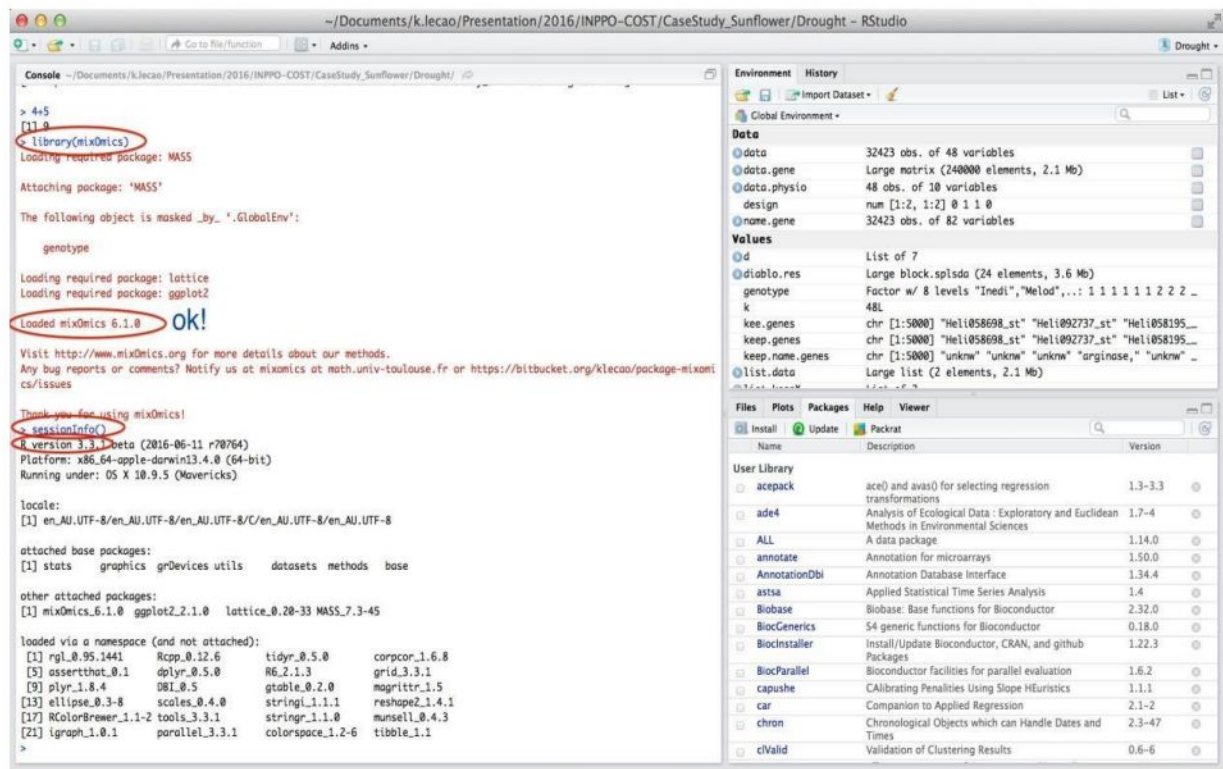 ~/Documents/k.lecao/Presentation/2016/INPPO-COST/CaseStudy_Sunflower/Drought – RStudio
Go to file/function
Addins
Drought
Console ~/Documents/k.lecao/Presentation/2016/INPPO-COST/CaseStudy_Sunflower/Drought/
> 4+5
[1] 9
> library(mixOmics)
Loading required package: MASS
Attaching package: ‘MASS’
The following object is masked _by_ ‘.GlobalEnv’:
genotype
Loading required package: lattice
Loading required package: ggplot2
Loaded mixOmics 6.1.0
ok!
Visit http://www.mixOmics.org for more details about our methods.
Any bug reports or comments? Notify us at mixomics at math.univ-toulouse.fr or https://bitbucket.org/klecao/package-mixomi
cs/issues
Thank you for using mixOmics!
> sessionInfo()
R version 3.3.1 beta (2016-06-11 r70764)
Platform: x86_64-apple-darwin13.4.0 (64-bit)
Running under: OS X 10.9.5 (Mavericks)
locale:
[1] en_AU.UTF-8/en_AU.UTF-8/en_AU.UTF-8/C/en_AU.UTF-8/en_AU.UTF-8
attached base packages:
[1] stats graphics grDevices utils datasets methods base
other attached packages:
[1] mixOmics_6.1.0 ggplot2_2.1.0 lattice_0.20-33 MASS_7.3-45
loaded via a namespace (and not attached):
[1] rgl_0.95.1441 Rcpp_0.12.6 tidyr_0.5.0 corpcor_1.6.8
[5] assertthat_0.1 dplyr_0.5.0 R6_2.1.3 grid_3.3.1
[9] plyr_1.8.4 DBI_0.5 gtable_0.2.0 magrittr_1.5
[13] ellipse_0.3-8 scales_0.4.0 stringi_1.1.1 reshape2_1.4.1
[17] RColorBrewer_1.1-2 tools_3.3.1 stringr_1.1.0 munsell_0.4.3
[21] igraph_1.0.1 parallel_3.3.1 colorspace_1.2-6 tibble_1.1
>
Environment History
Import Dataset
List
Global Environment
Data
data 32423 obs. of 48 variables
data.gene Large matrix (240000 elements, 2.1 Mb)
data.physio 48 obs. of 10 variables
design num [1:2, 1:2] 0 1 1 0
name.gene 32423 obs. of 82 variables
Values
d List of 7
diablo.res Large block.splsda (24 elements, 3.6 Mb)
genotype Factor w/ 8 levels "Inedi","Melod",..: 1 1 1 1 1 1 2 2 2 _
k 48L
kee.genes chr [1:5000] "Heli058698_st" "Heli092737_st" "Heli058195_…
keep.genes chr [1:5000] "Heli058698_st" "Heli092737_st" "Heli058195_…
keep.name.genes chr [1:5000] "unknw" "unknw" "unknw" "arginase," "unknw" _
list.data Large list (2 elements, 2.1 Mb)
Files Plots Packages Help Viewer
Install Update Packrat
Name Description Version
User Library
acepack ace() and avas() for selecting regression 1.3-3.3
transformations
ade4 Analysis of Ecological Data : Exploratory and Euclidean 1.7-4
Methods in Environmental Sciences
ALL A data package 1.14.0
annotate Annotation for microarrays 1.50.0
AnnotationDbi Annotation Database Interface 1.34.4
astsa Applied Statistical Time Series Analysis 1.4
Biobase Biobase: Base functions for Bioconductor 2.32.0
BiocGenerics S4 generic functions for Bioconductor 0.18.0
BiocInstaller Install/Update Bioconductor, CRAN, and github 1.22.3
Packages
BiocParallel Bioconductor facilities for parallel evaluation 1.6.2
capushe CAlibrating Penalities Using Slope HEuristics 1.1.1
car Companion to Applied Regression 2.1-2
chron Chronological Objects which can Handle Dates and 2.3-47
Times
clValid Validation of Clustering Results 0.6-6